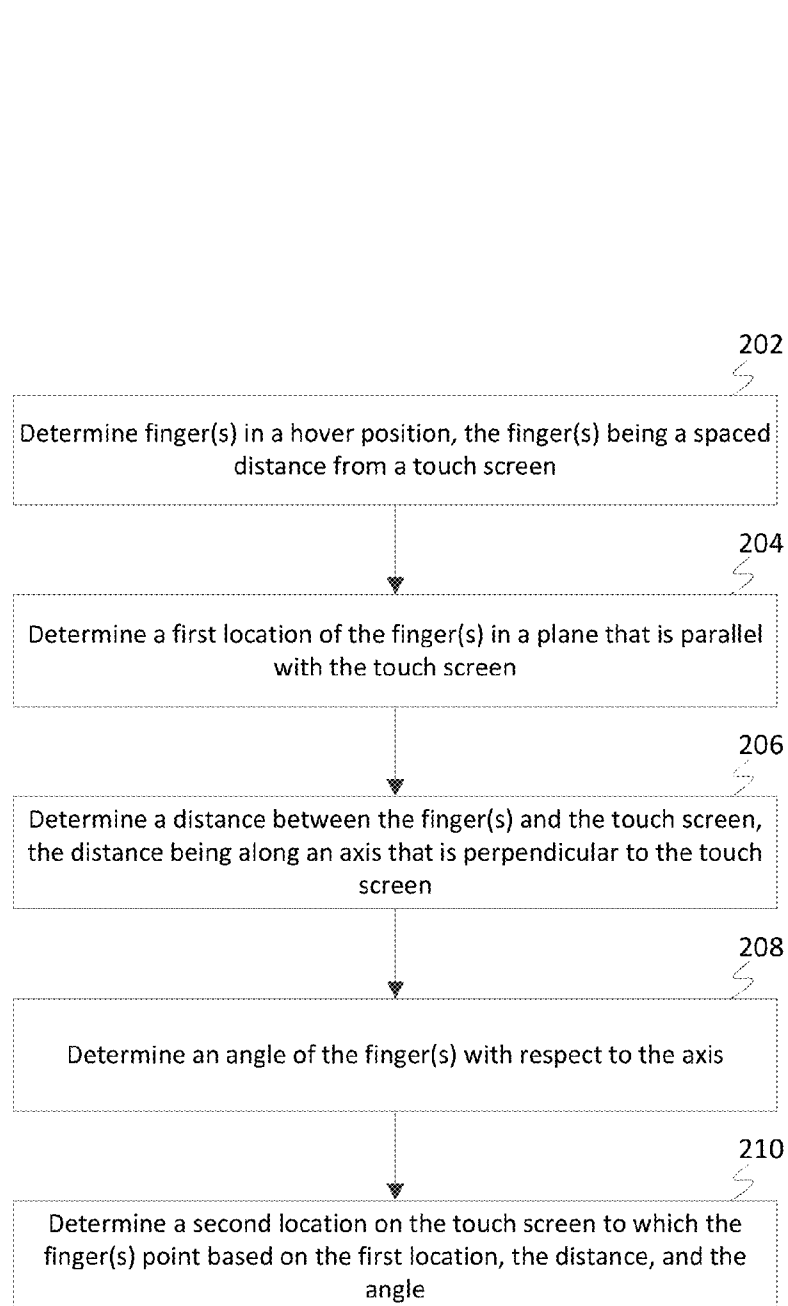 202
Determine finger(s) in a hover position, the finger(s) being a spaced
distance from a touch screen
204
Determine a first location of the finger(s) in a plane that is parallel
with the touch screen
206
Determine a distance between the finger(s) and the touch screen,
the distance being along an axis that is perpendicular to the touch
screen
208
Determine an angle of the finger(s) with respect to the axis
210
Determine a second location on the touch screen to which the
finger(s) point based on the first location, the distance, and the
angle